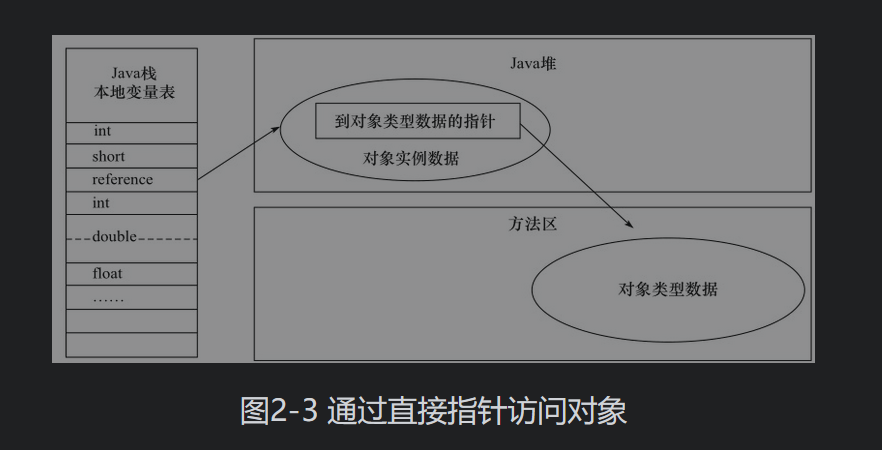 Java栈
本地变量表
int
short
reference
int
double
float
……
Java堆
到对象类型数据的指针
对象实例数据
方法区
对象类型数据
图2-3 通过直接指针访问对象